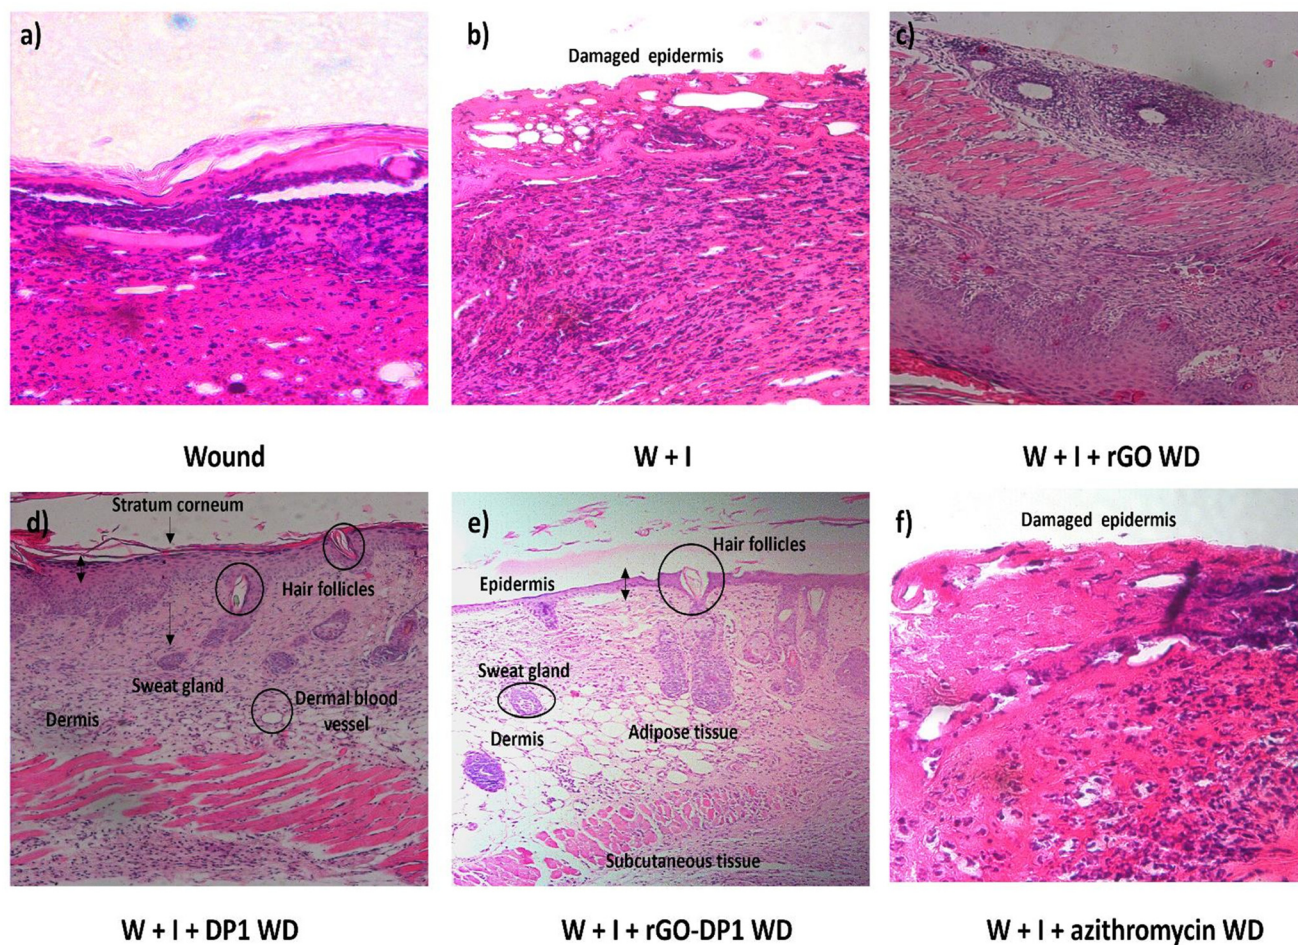 a)
b)
Damaged epidermis
c)
Wound
W + I
W + I + rGO WD
d)
Stratum corneum
Hair follicles
Sweat gland
Dermal blood
vessel
Dermis
e)
Hair follicles
Epidermis
Sweat gland
Dermis
Adipose tissue
Subcutaneous tissue
f)
Damaged epidermis
W + I + DP1 WD
W + I + rGO-DP1 WD
W + I + azithromycin WD